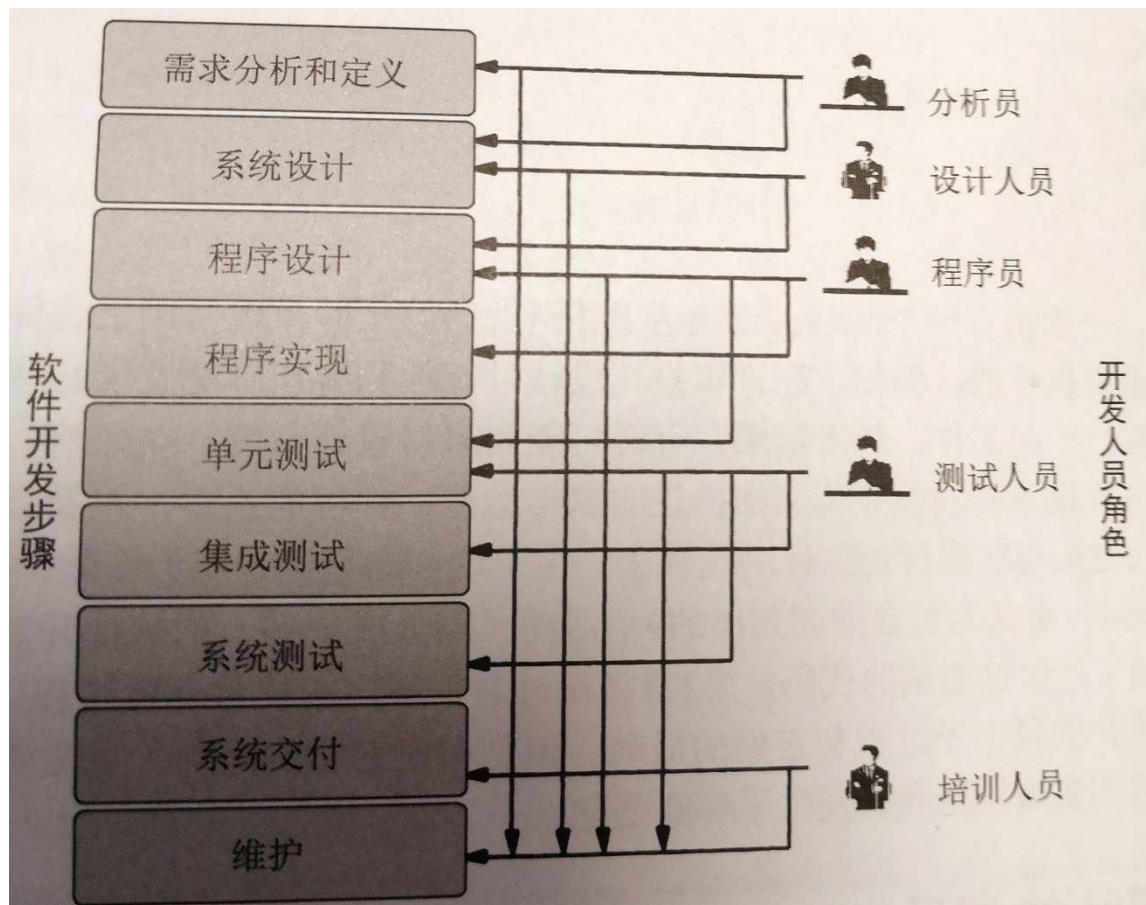 需求分析和定义
分析员
系统设计
设计人员
程序设计
程序员
程序实现
软件开发步骤
开发人员角色
单元测试
测试人员
集成测试
系统测试
系统交付
培训人员
维护